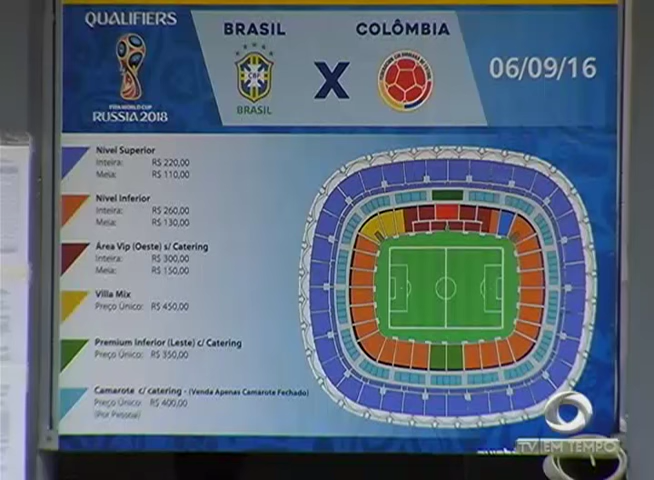 QUALIFIERS
FIFA WORLD CUP
RUSSIA 2018
BRASIL
CBF
BRASIL
X
COLÔMBIA
06/09/16
Nível Superior
Inteira: R$ 220,00
Meia: R$ 110,00
Nível Inferior
Inteira: R$ 260,00
Meia: R$ 130,00
Área Vip (Oeste) s/ Catering
Inteira: R$ 300,00
Meia: R$ 150,00
Villa Mix
Preço Único: R$ 450,00
Premium Inferior (Leste) c/ Catering
Preço Único: R$ 350,00
Camarote c/ catering - (Venda Apenas Camarote Fechado)
Preço Único: R$ 400,00
(Por Pessoa)
TV EM TEMPO